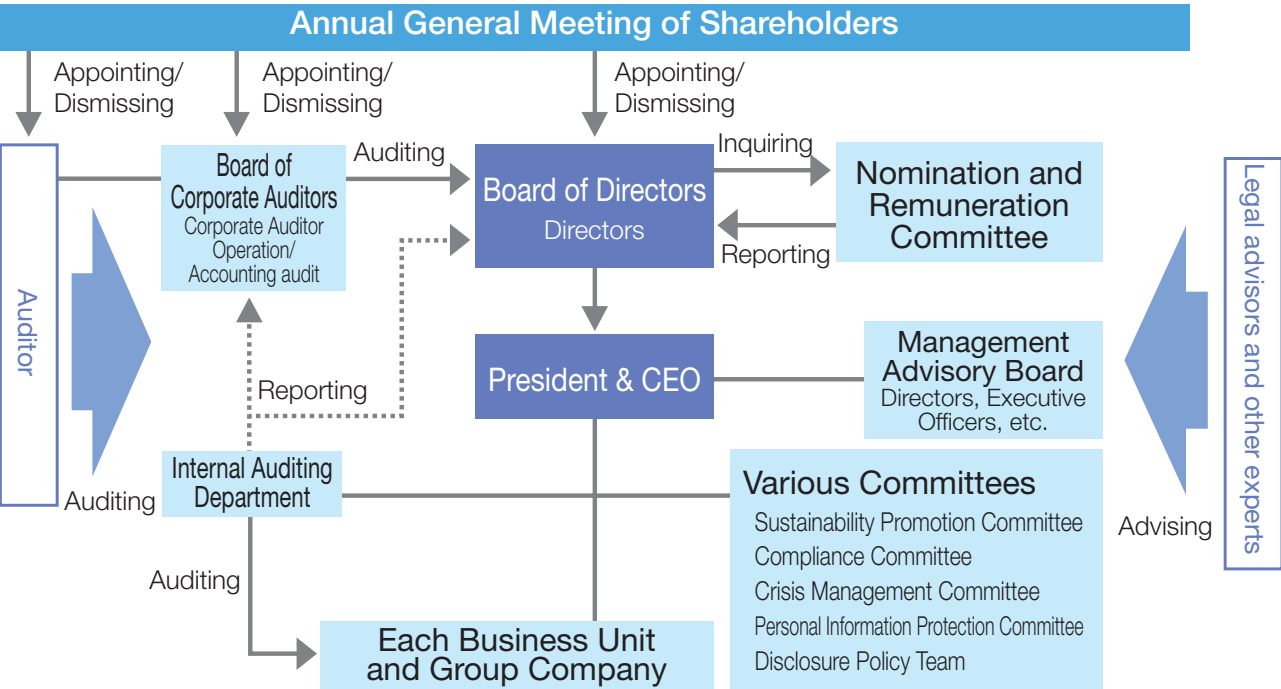 Annual General Meeting of Shareholders
Appointing/
Dismissing
Appointing/
Dismissing
Appointing/
Dismissing
Auditor
Board of
Corporate Auditors
Corporate Auditor
Operation/
Accounting audit
Auditing
Board of Directors
Directors
Inquiring
Reporting
Nomination and
Remuneration
Committee
Legal advisors and other experts
Reporting
President & CEO
Management
Advisory Board
Directors, Executive
Officers, etc.
Auditing
Internal Auditing
Department
Various Committees
Sustainability Promotion Committee
Compliance Committee
Crisis Management Committee
Personal Information Protection Committee
Disclosure Policy Team
Advising
Auditing
Each Business Unit
and Group Company